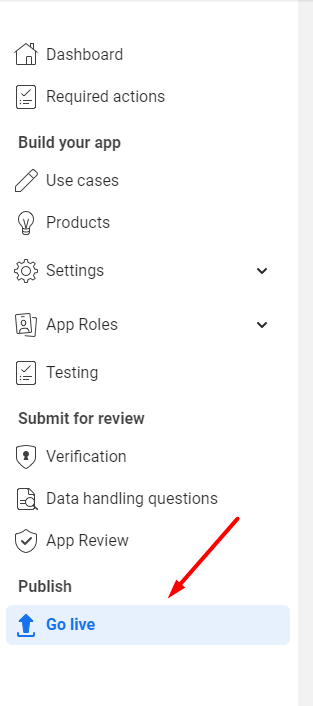 Dashboard
Required actions
Build your app
Use cases
Products
Settings
App Roles
Testing
Submit for review
Verification
Data handling questions
App Review
Publish
Go live